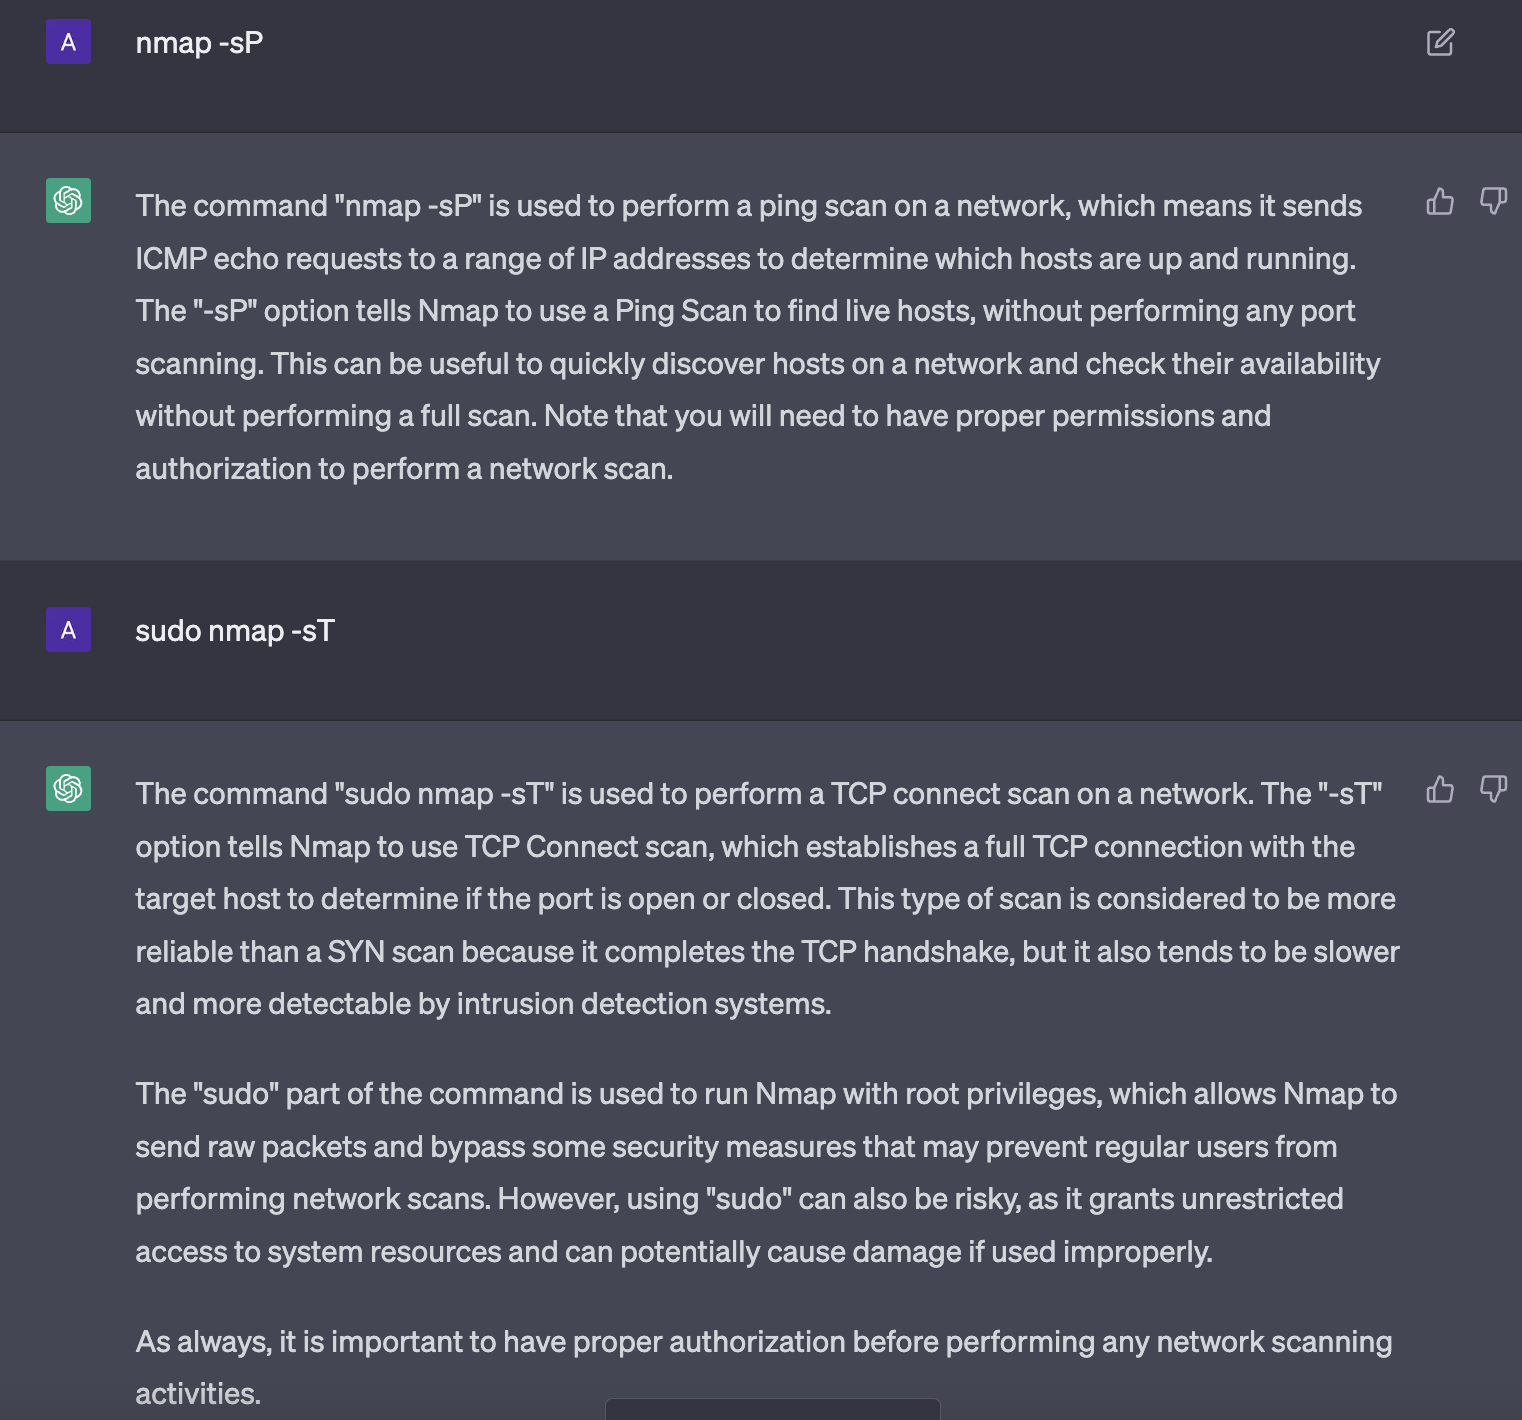 A
nmap -sP
The command "nmap -sP" is used to perform a ping scan on a network, which means it sends
ICMP echo requests to a range of IP addresses to determine which hosts are up and running.
The "-sP" option tells Nmap to use a Ping Scan to find live hosts, without performing any port
scanning. This can be useful to quickly discover hosts on a network and check their availability
without performing a full scan. Note that you will need to have proper permissions and
authorization to perform a network scan.
A
sudo nmap -sT
The command "sudo nmap -sT" is used to perform a TCP connect scan on a network. The "-sT"
option tells Nmap to use TCP Connect scan, which establishes a full TCP connection with the
target host to determine if the port is open or closed. This type of scan is considered to be more
reliable than a SYN scan because it completes the TCP handshake, but it also tends to be slower
and more detectable by intrusion detection systems.
The "sudo" part of the command is used to run Nmap with root privileges, which allows Nmap to
send raw packets and bypass some security measures that may prevent regular users from
performing network scans. However, using "sudo" can also be risky, as it grants unrestricted
access to system resources and can potentially cause damage if used improperly.
As always, it is important to have proper authorization before performing any network scanning
activities.